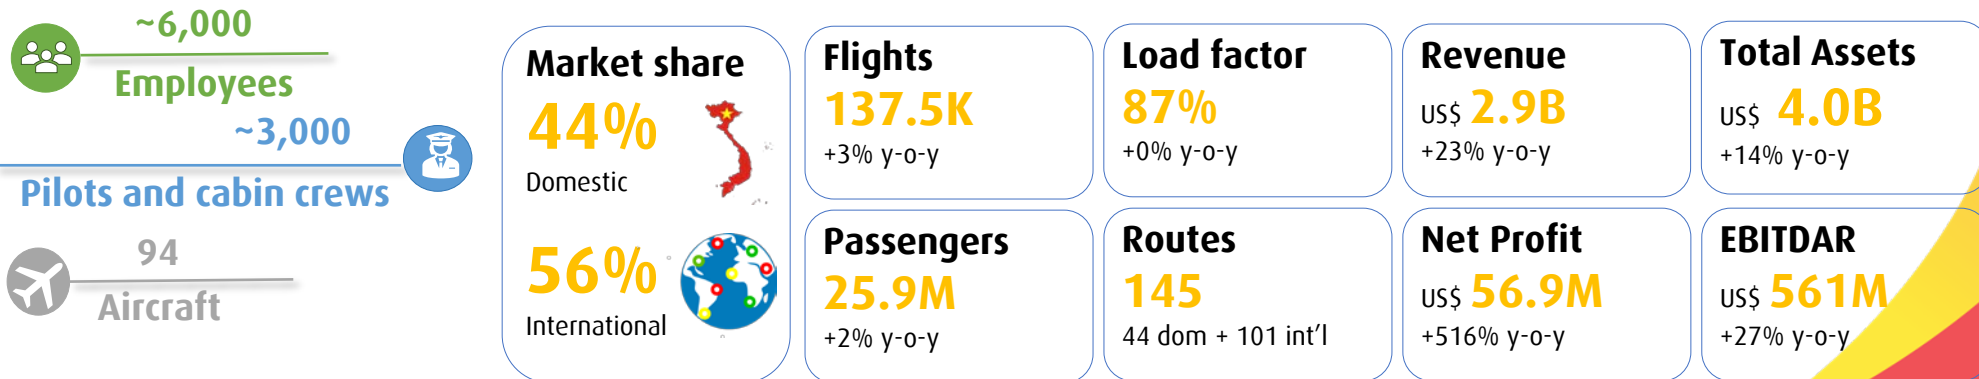 ~6,000
Employees
~3,000
Pilots and cabin crews
94
Aircraft
Market share
44%
Domestic
56%
International
Flights
137.5K
+3% y-o-y
Passengers
25.9M
+2% y-o-y
Load factor
87%
+0% y-o-y
Routes
145
44 dom + 101 int’l
Revenue
US$ 2.9B
+23% y-o-y
Net Profit
US$ 56.9M
+516% y-o-y
Total Assets
US$ 4.0B
+14% y-o-y
EBITDAR
US$ 561M
+27% y-o-y